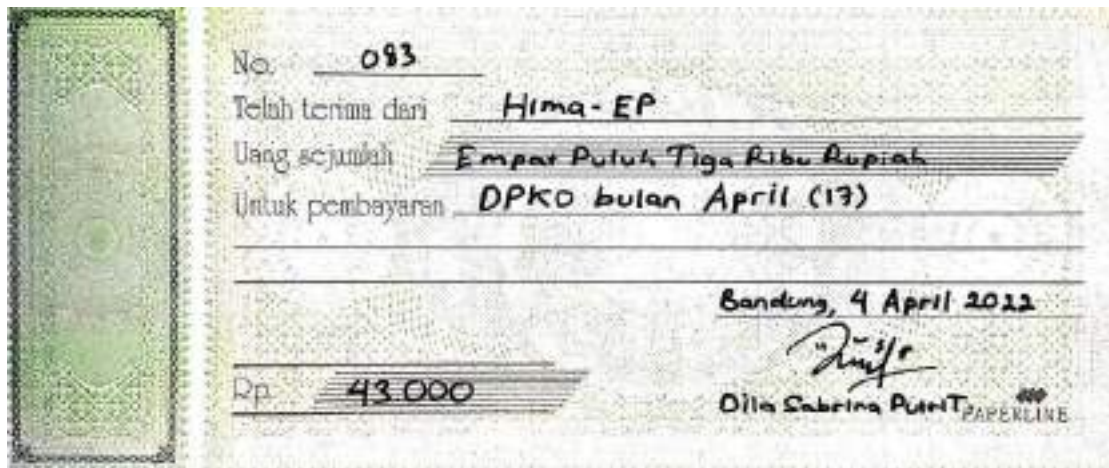 No. 083
Telah terima dari Hima-EP
Uang sejumlah Empat Puluh Tiga Ribu Rupiah
Untuk pembayaran DPKO bulan April (17)
Bandung, 4 April 2022
Rp. 43.000
Dila Sabrina Putri T
PAPERLINE